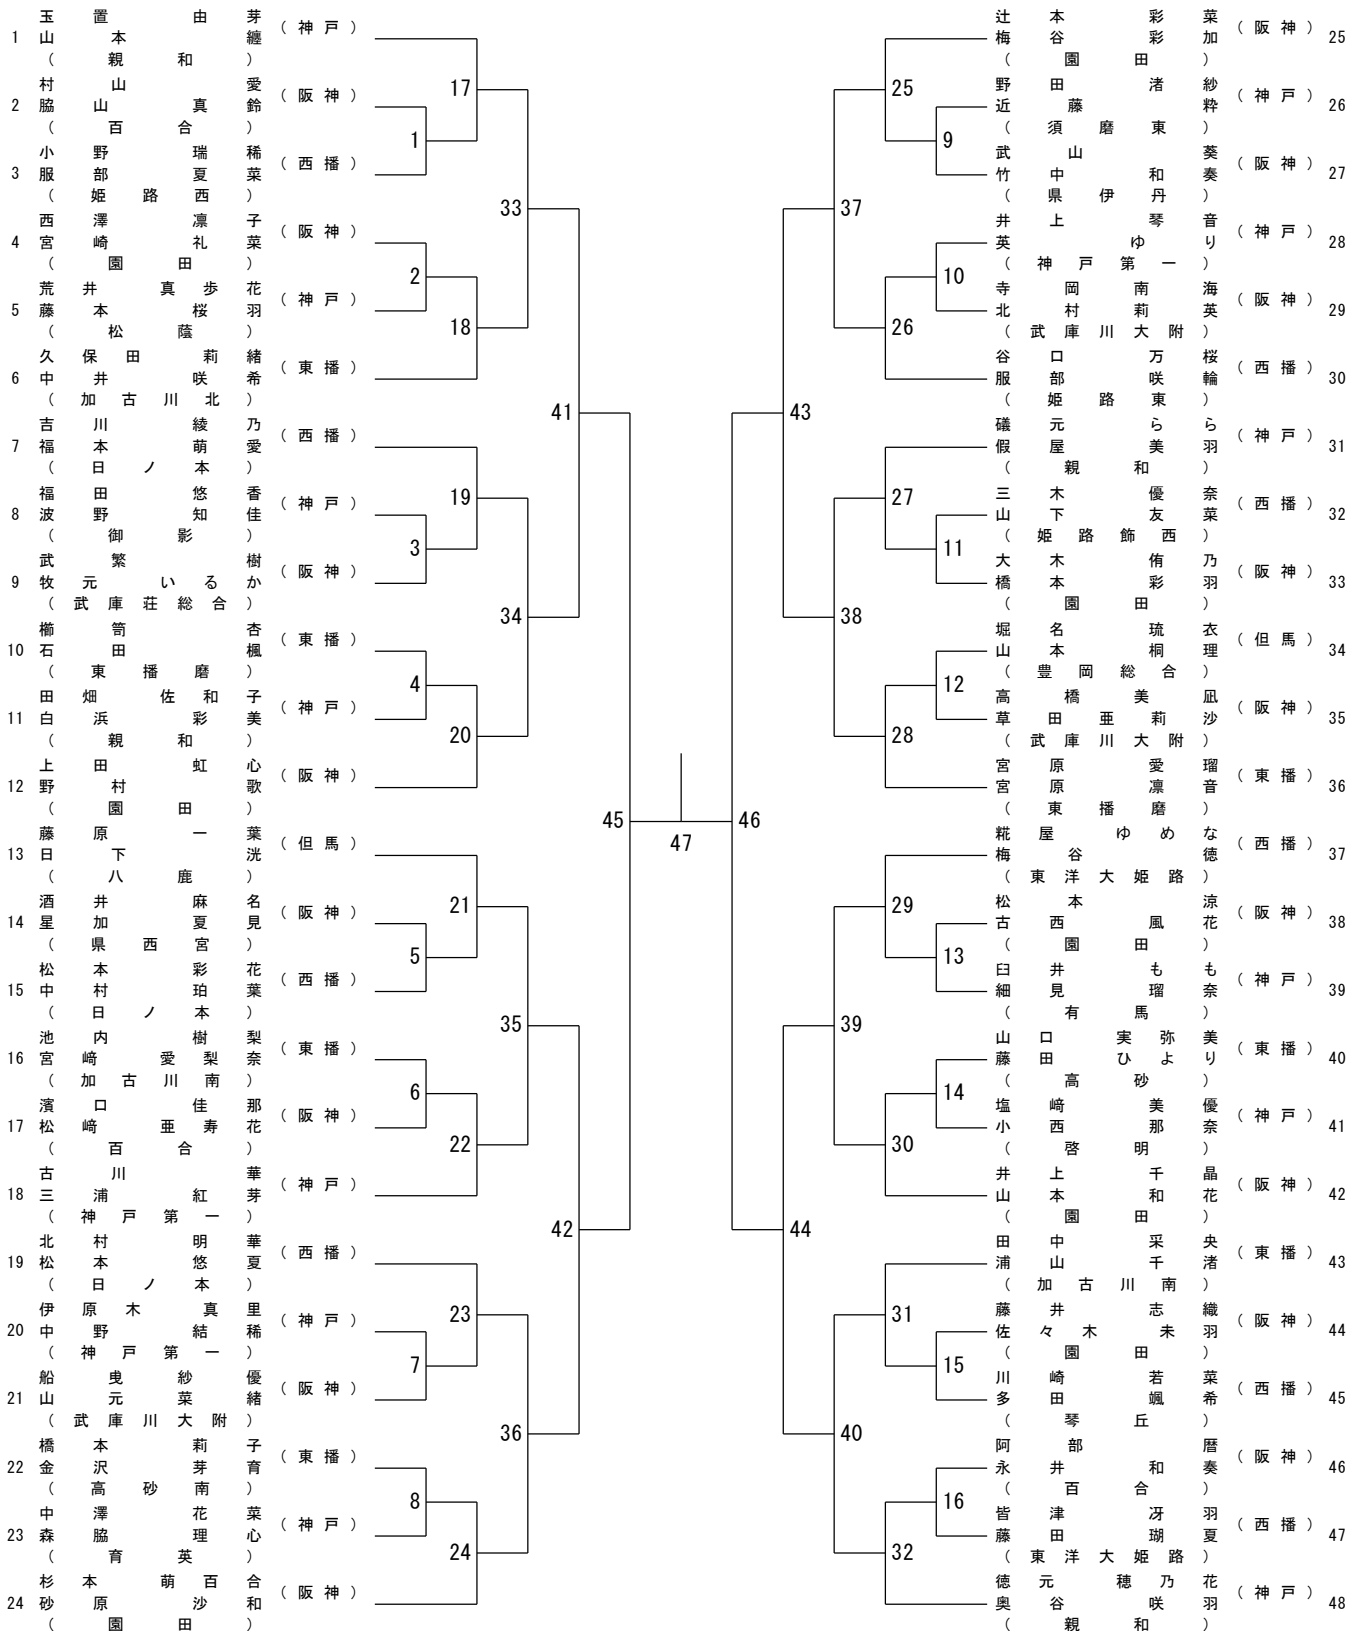 玉置由芽
1 山本纏 (神戸)
(親和)
村山愛
2 脇山真鈴 (阪神)
(百合)
小野瑞稀
3 服部夏菜 (西播)
(姫路西)
西澤凛子
4 宮崎礼菜 (阪神)
(園田)
荒井真歩花
5 藤本桜羽 (神戸)
(松蔭)
久保田莉緒
6 中井咲希 (東播)
(加古川北)
吉川綾乃
7 福本萌愛 (西播)
(日ノ本)
福田悠香
8 波野知佳 (神戸)
(御影)
武繁樹
9 牧元いるか (阪神)
(武庫荘総合)
櫛笥杏
10 石田楓 (東播)
(東播磨)
田畑佐和子
11 白浜彩美 (神戸)
(親和)
上田虹心
12 野村歌 (阪神)
(園田)
藤原一葉
13 日下洸 (但馬)
(八鹿)
酒井麻名
14 星加夏見 (阪神)
(県西宮)
松本彩花
15 中村珀葉 (西播)
(日ノ本)
池内樹梨
16 宮﨑愛梨奈 (東播)
(加古川南)
濱口佳那
17 松﨑亜寿花 (阪神)
(百合)
古川華
18 三浦紅芽 (神戸)
(神戸第一)
北村明華
19 松本悠夏 (西播)
(日ノ本)
伊原木真里
20 中野結稀 (神戸)
(神戸第一)
船曳紗優
21 山元菜緒 (阪神)
(武庫川大附)
橋本莉子
22 金沢芽育 (東播)
(高砂南)
中澤花菜
23 森脇理心 (神戸)
(育英)
杉本萌百合
24 砂原沙和 (阪神)
(園田)
1
2
3
4
5
6
7
8
17
18
19
20
21
22
23
24
33
34
35
36
41
42
45
47
46
43
44
37
38
39
40
25
26
27
28
29
30
31
32
9
10
11
12
13
14
15
16
辻本彩菜
梅谷彩加 (阪神) 25
(園田)
野田渚紗
近藤粋 (神戸) 26
(須磨東)
武山葵
竹中和奏 (阪神) 27
(県伊丹)
井上琴音
英ゆり (神戸) 28
(神戸第一)
寺岡南海
北村莉英 (阪神) 29
(武庫川大附)
谷口万桜
服部咲輪 (西播) 30
(姫路東)
礒元らら
假屋美羽 (神戸) 31
(親和)
三木優奈
山下友菜 (西播) 32
(姫路飾西)
大木侑乃
橋本彩羽 (阪神) 33
(園田)
堀名琉衣
山本桐理 (但馬) 34
(豊岡総合)
高橋美凪
草田亜莉沙 (阪神) 35
(武庫川大附)
宮原愛瑠
宮原凛音 (東播) 36
(東播磨)
糀屋ゆめな
梅谷徳 (西播) 37
(東洋大姫路)
松本涼
古西風花 (阪神) 38
(園田)
臼井もも
細見瑠奈 (神戸) 39
(有馬)
山口実弥美
藤田ひより (東播) 40
(高砂)
塩﨑美優
小西那奈 (神戸) 41
(啓明)
井上千晶
山本和花 (阪神) 42
(園田)
田中采央
浦山千渚 (東播) 43
(加古川南)
藤井志織
佐々木未羽 (阪神) 44
(園田)
川崎若菜
多田颯希 (西播) 45
(琴丘)
阿部暦
永井和奏 (阪神) 46
(百合)
皆津冴羽
藤田瑚夏 (西播) 47
(東洋大姫路)
徳元穂乃花
奥谷咲羽 (神戸) 48
(親和)